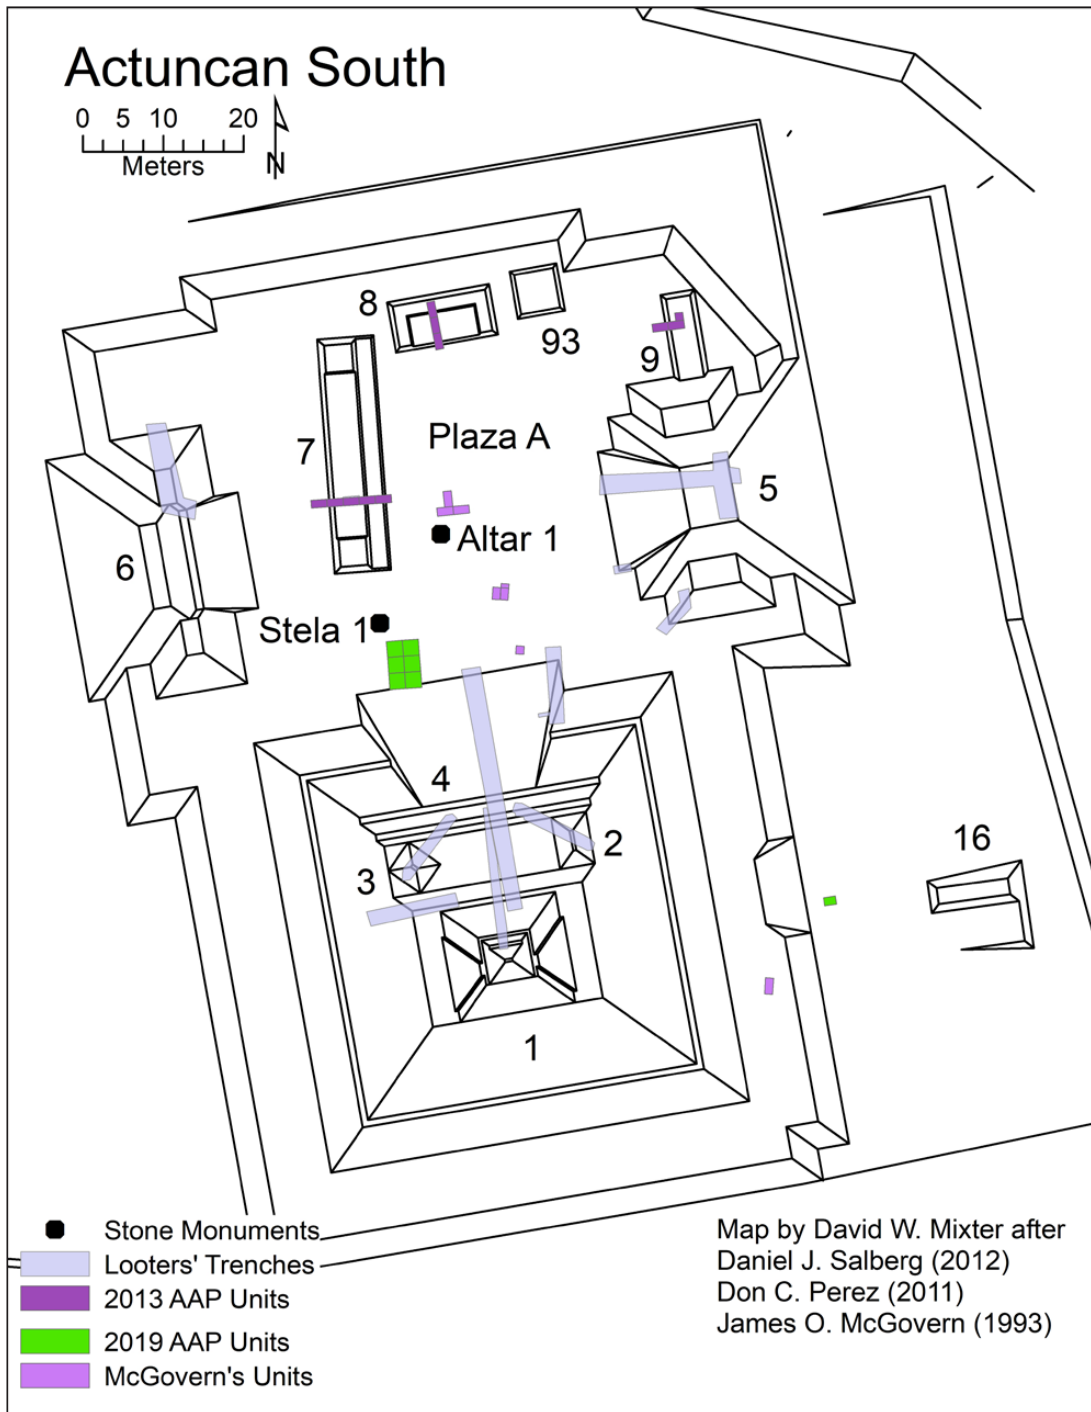 Actuncan South
0 5 10 20
Meters
N
8
93
9
7
Plaza A
5
Altar 1
6
Stela 1
4
2
3
16
1
Stone Monuments
Looters' Trenches
2013 AAP Units
2019 AAP Units
McGovern's Units
Map by David W. Mixter after
Daniel J. Salberg (2012)
Don C. Perez (2011)
James O. McGovern (1993)